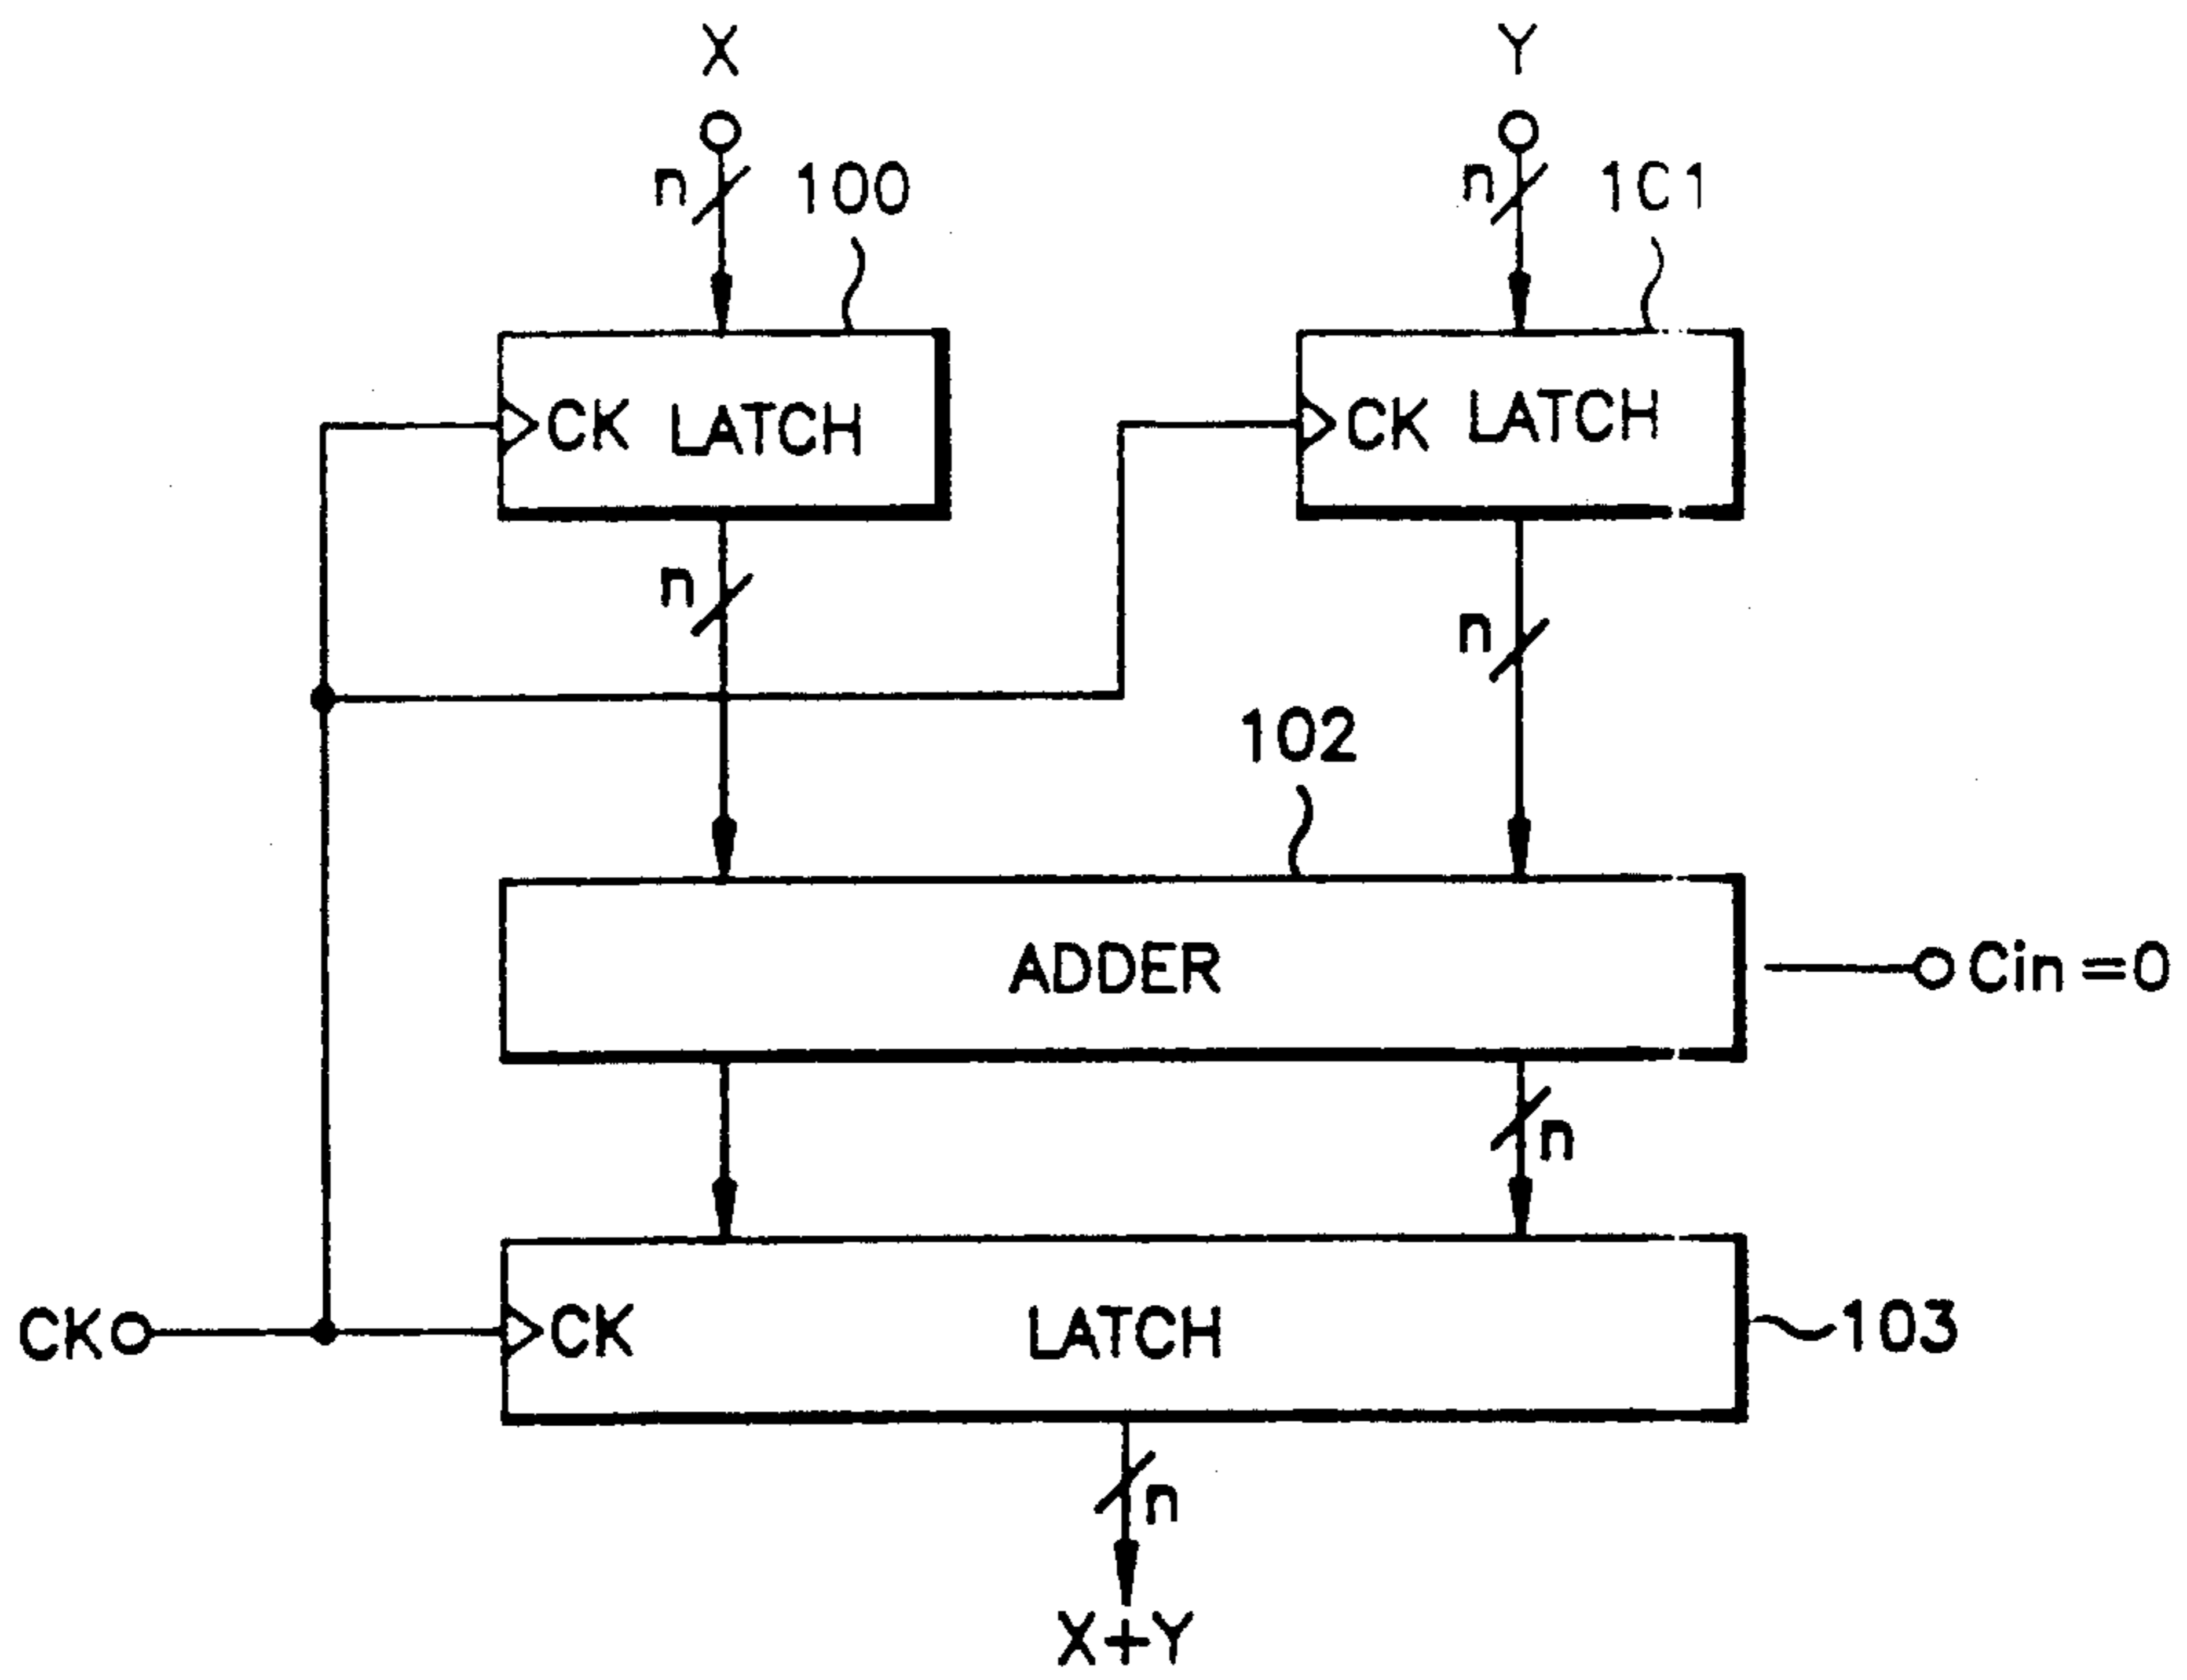 X Y
n 100 n 1C1
CK LATCH CK LATCH
n n
102
ADDER Cin=0
n
CK CK LATCH 103
n
X+Y